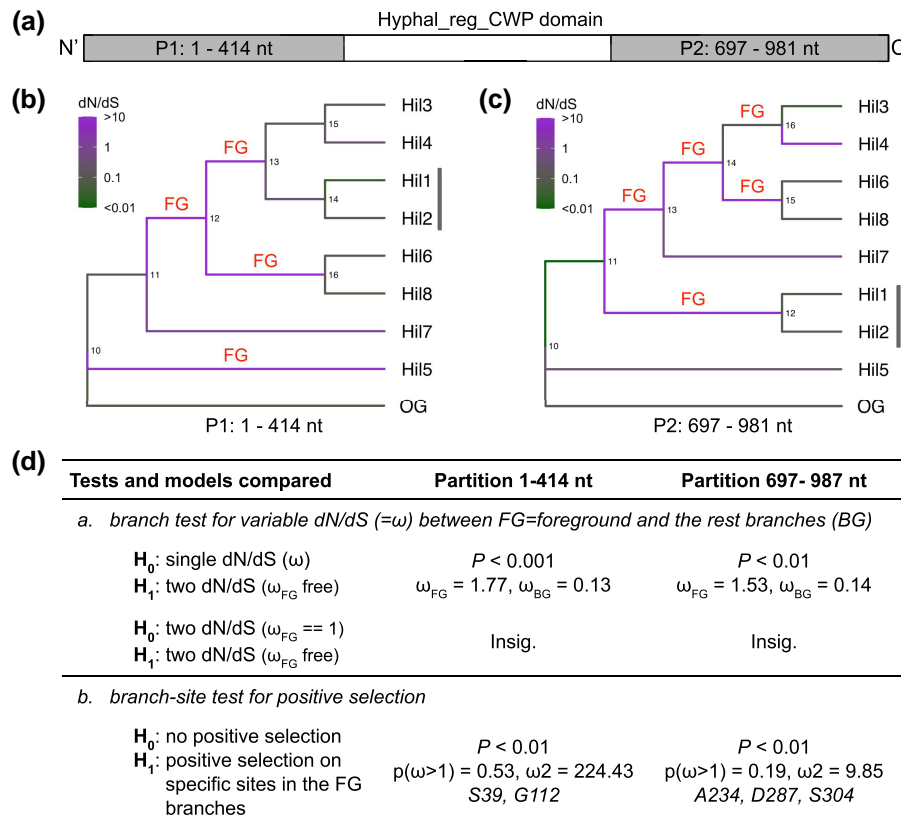 (a)
Hyphal_reg_CWP domain
N'
P1: 1 - 414 nt
P2: 697 - 981 nt
C
(b)
dN/dS
>10
1
0.1
<0.01
FG
FG
FG
FG
10
11
12
13
14
15
16
Hil3
Hil4
Hil1
Hil2
Hil6
Hil8
Hil7
Hil5
OG
P1: 1 - 414 nt
(c)
dN/dS
>10
1
0.1
<0.01
FG
FG
FG
FG
FG
10
11
12
13
14
15
16
Hil3
Hil4
Hil6
Hil8
Hil7
Hil1
Hil2
Hil5
OG
P2: 697 - 981 nt
(d)
Tests and models compared Partition 1-414 nt Partition 697- 987 nt
a. branch test for variable dN/dS (=ω) between FG=foreground and the rest branches (BG)
H0: single dN/dS (ω) P < 0.001 P < 0.01
H1: two dN/dS (ωFG free) ωFG = 1.77, ωBG = 0.13 ωFG = 1.53, ωBG = 0.14
H0: two dN/dS (ωFG == 1)
Insig. Insig.
H1: two dN/dS (ωFG free)
b. branch-site test for positive selection
H0: no positive selection P < 0.01 P < 0.01
H1: positive selection on p(ω>1) = 0.53, ω2 = 224.43 p(ω>1) = 0.19, ω2 = 9.85
specific sites in the FG S39, G112 A234, D287, S304
branches